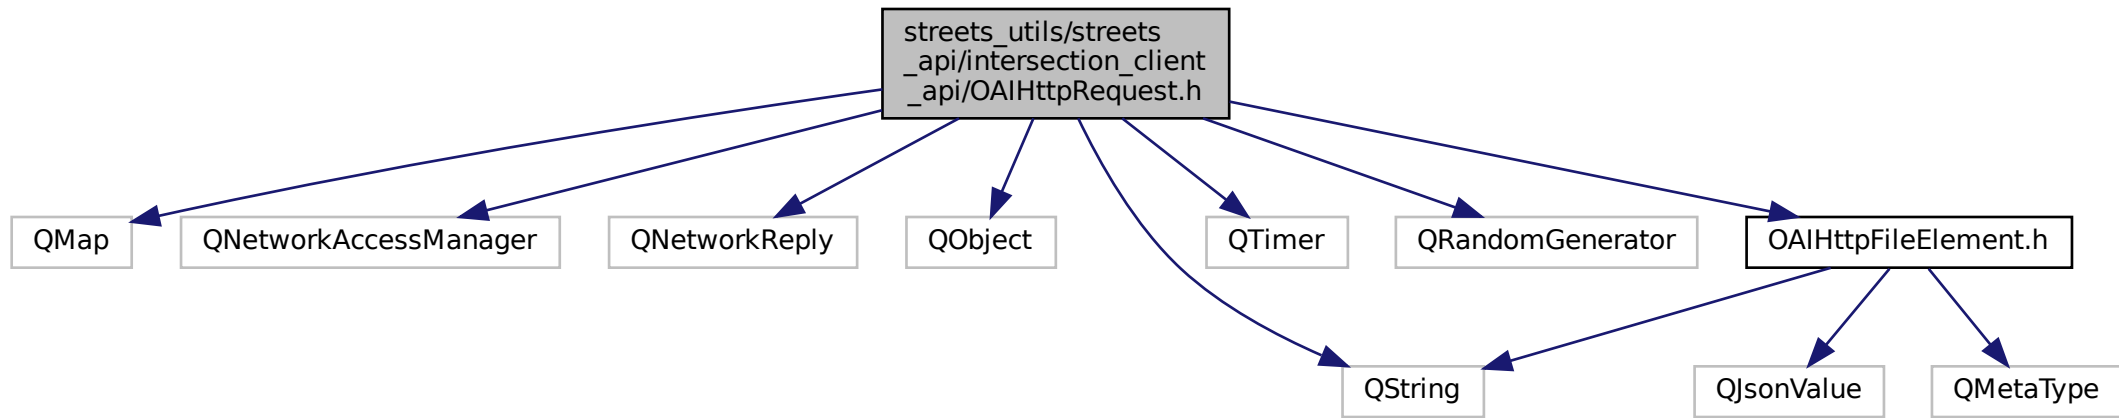 streets_utils/streets
_api/intersection_client
_api/OAIHttpRequest.h
QMap
QNetworkAccessManager
QNetworkReply
QObject
QTimer
QRandomGenerator
OAIHttpFileElement.h
QString
QJsonValue
QMetaType